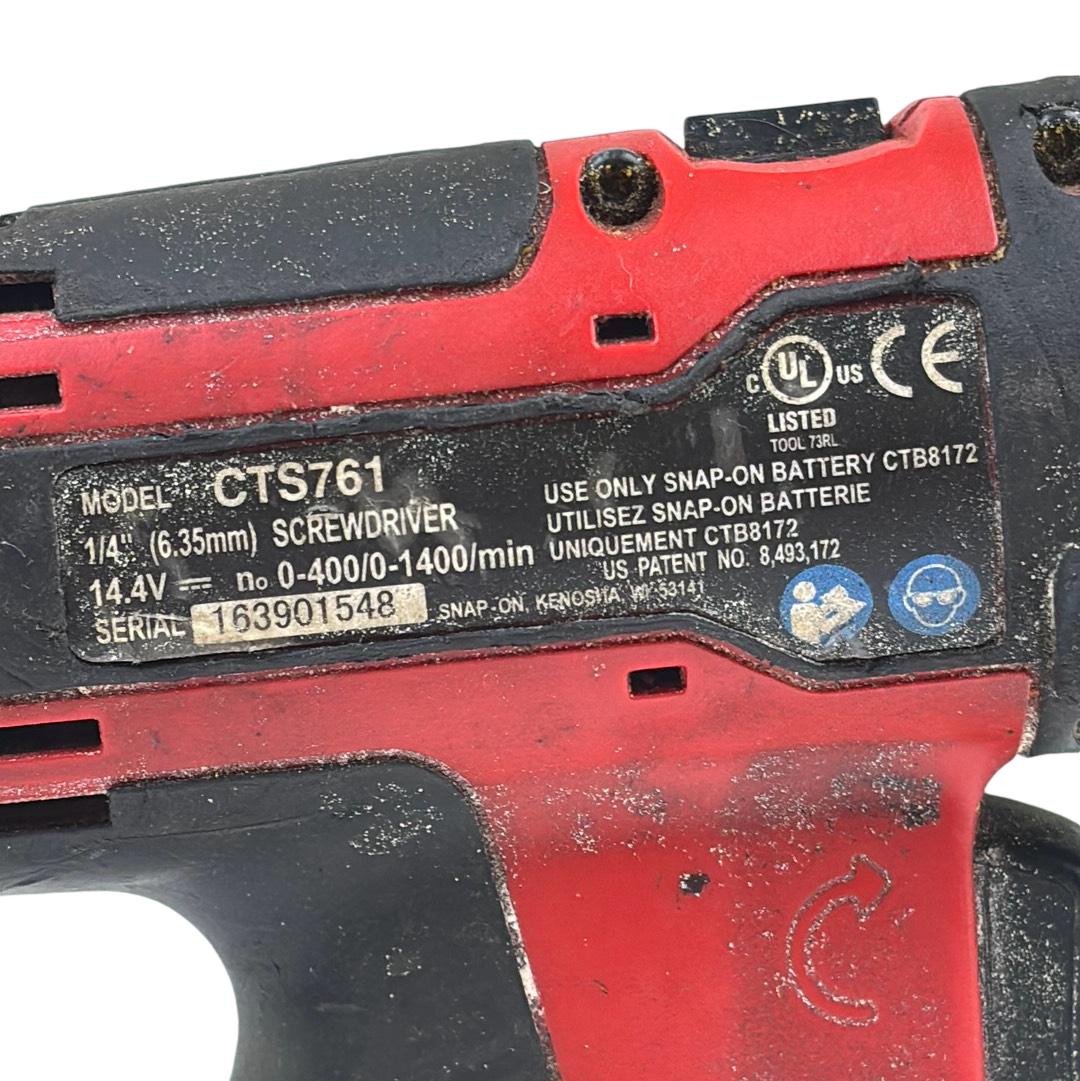 C UL US CE
LISTED
TOOL 73RL
MODEL CTS761
1/4" (6.35mm) SCREWDRIVER
14.4V ⎓ no 0-400/0-1400/min
SERIAL 163901548
USE ONLY SNAP-ON BATTERY CTB8172
UTILISEZ SNAP-ON BATTERIE
UNIQUEMENT CTB8172
US PATENT NO. 8,493,172
SNAP-ON, KENOSHA, WI 53141